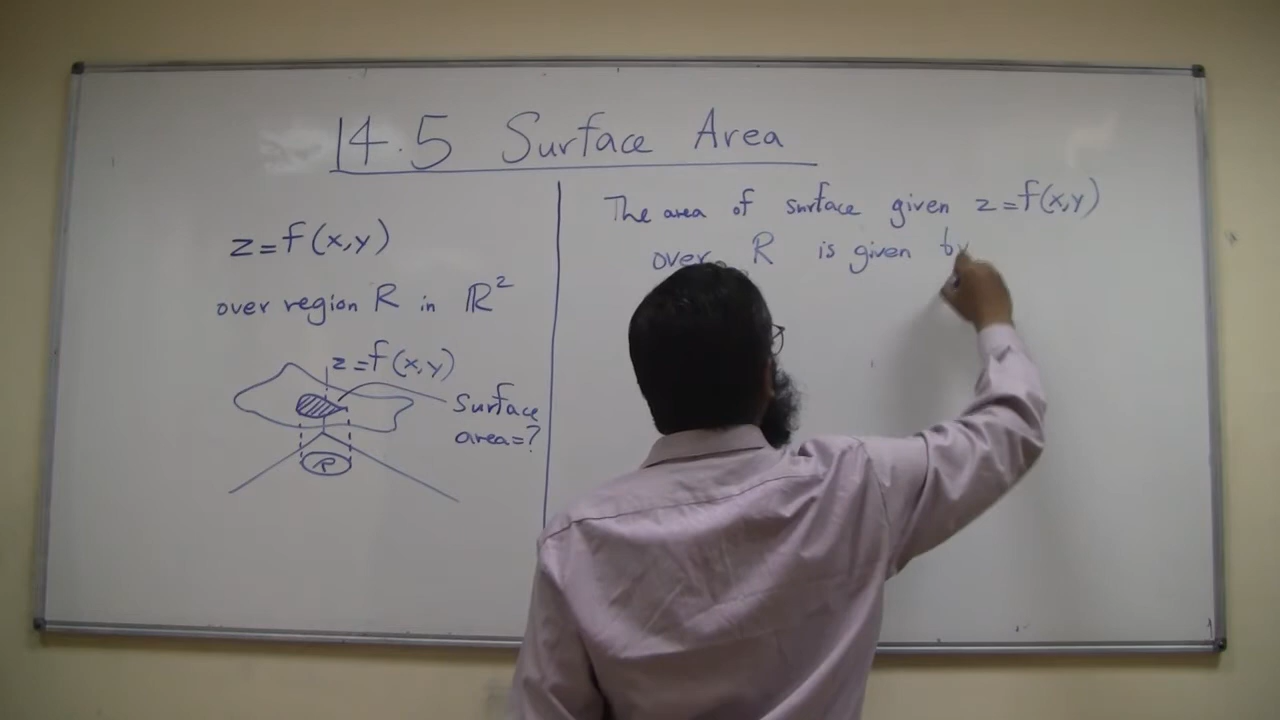 14.5 Surface Area
z=f(x,y)
over region R in ℝ²
z=f(x,y)
Surface
area=?
R
The area of surface given z=f(x,y)
over R is given by